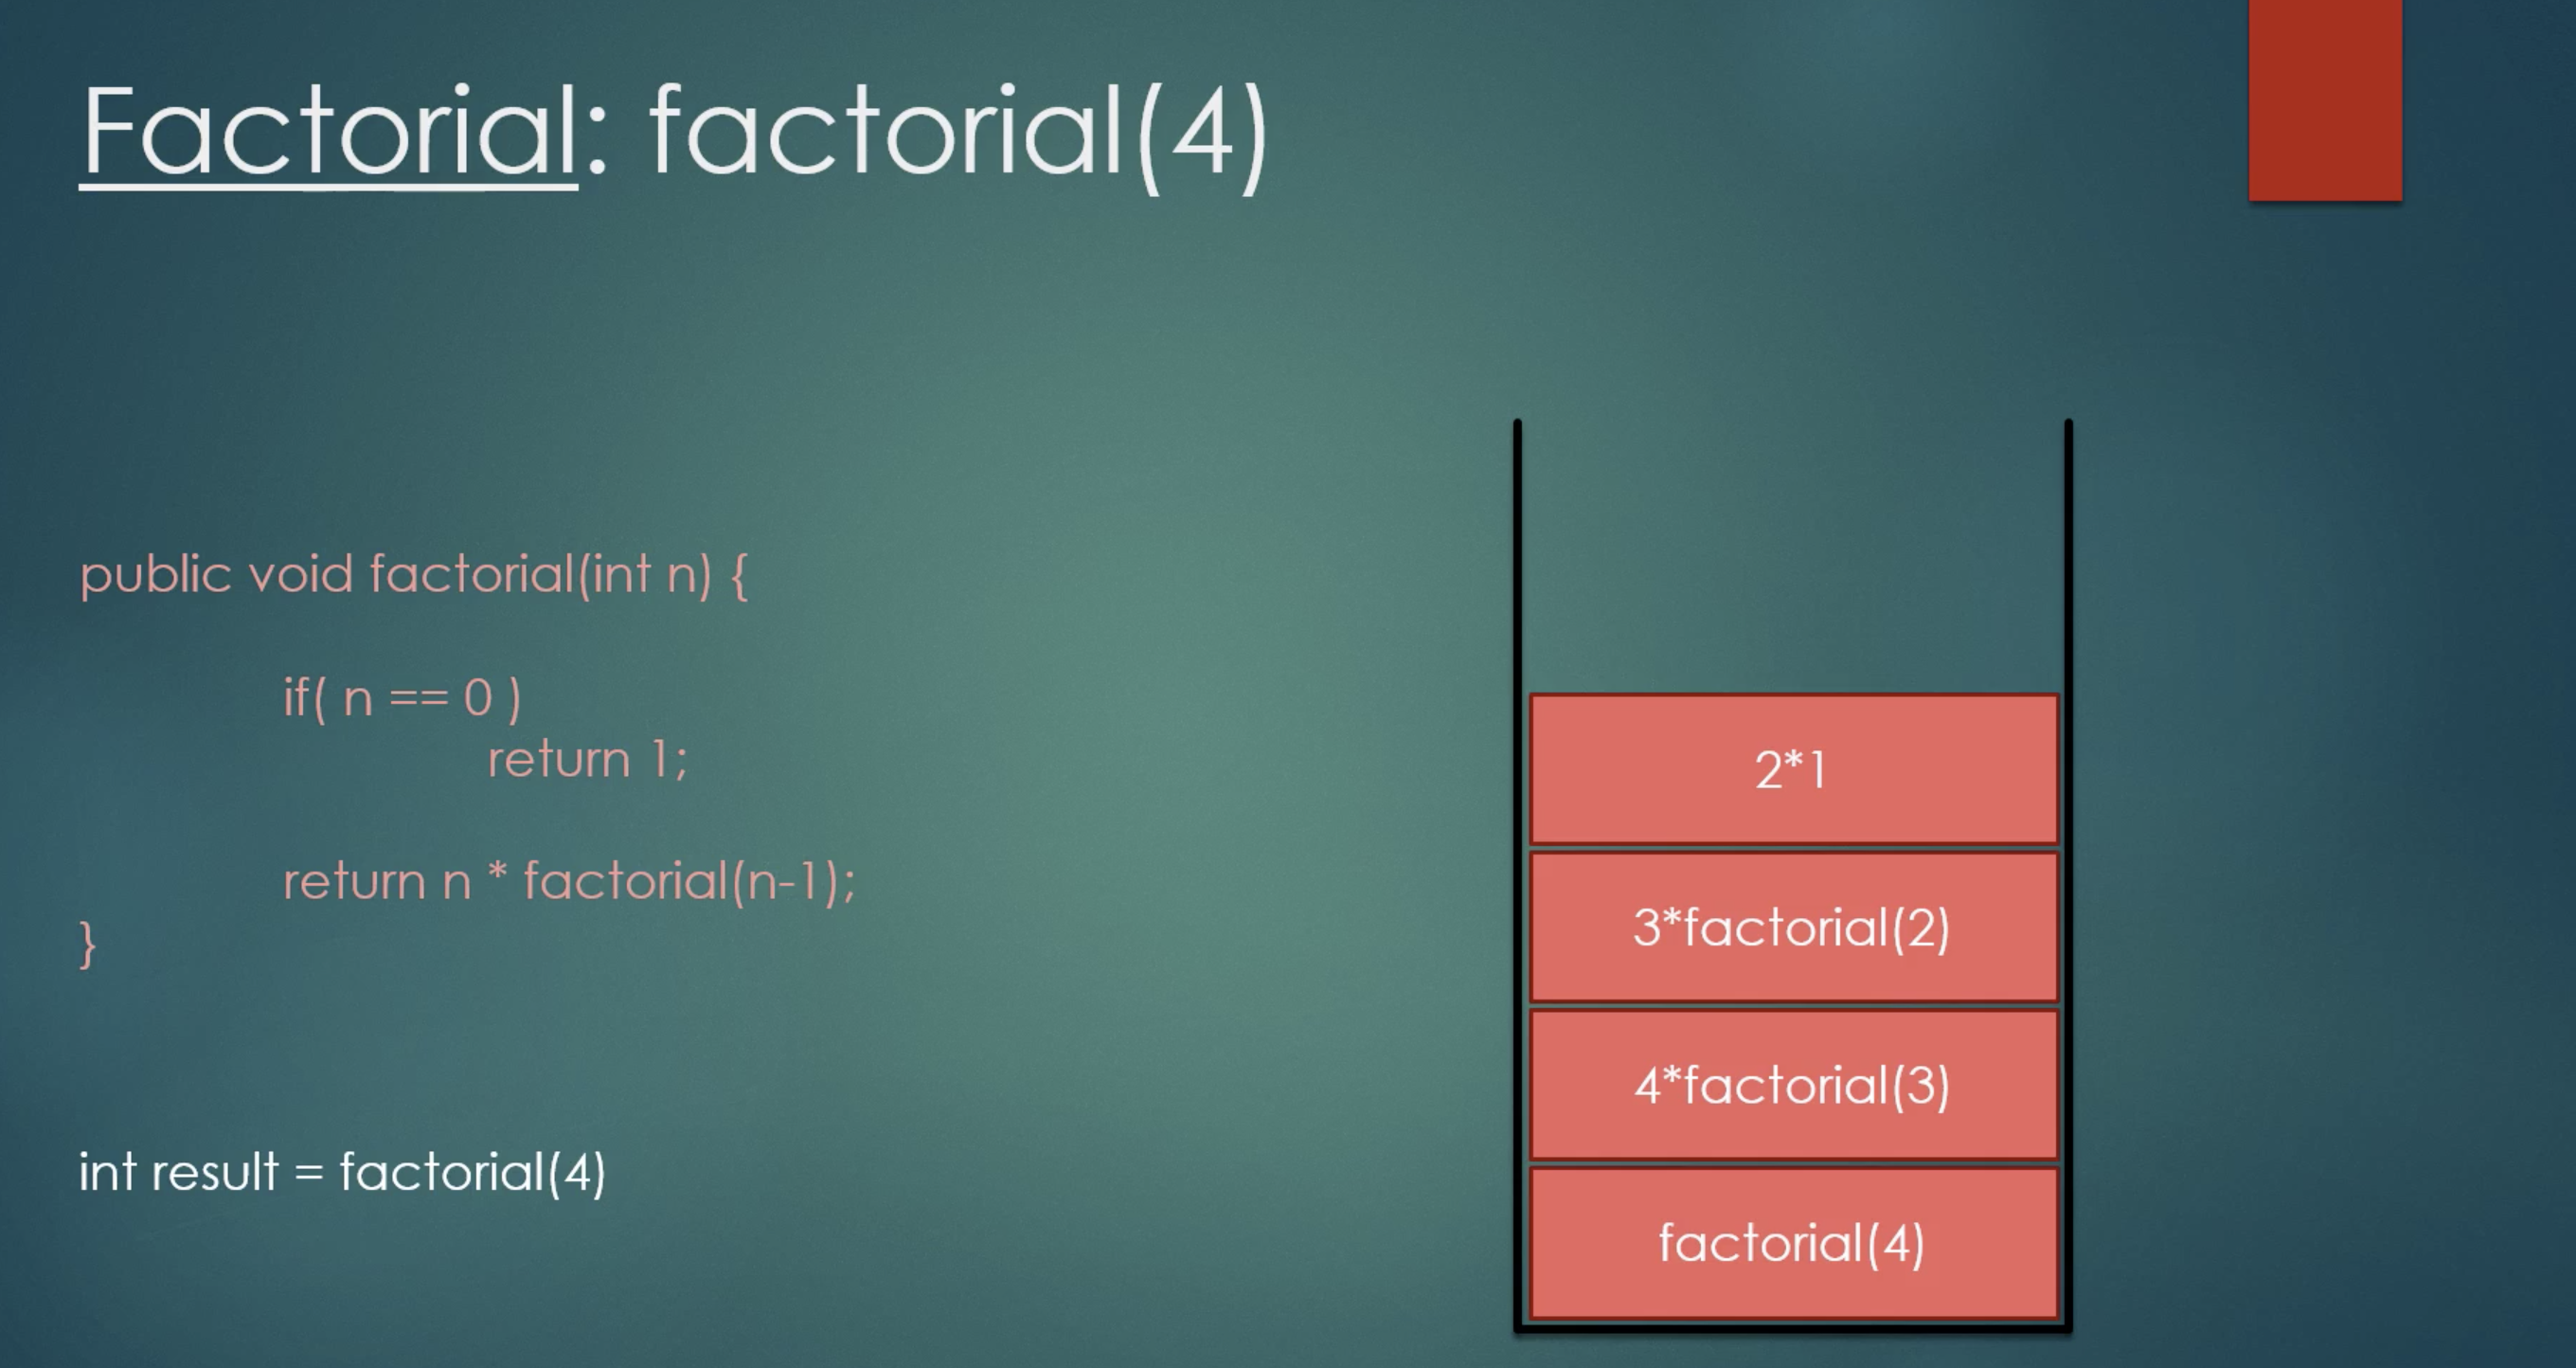 Factorial: factorial(4)
public void factorial(int n) {
if( n == 0 )
return 1;
return n * factorial(n-1);
}
int result = factorial(4)
2*1
3*factorial(2)
4*factorial(3)
factorial(4)